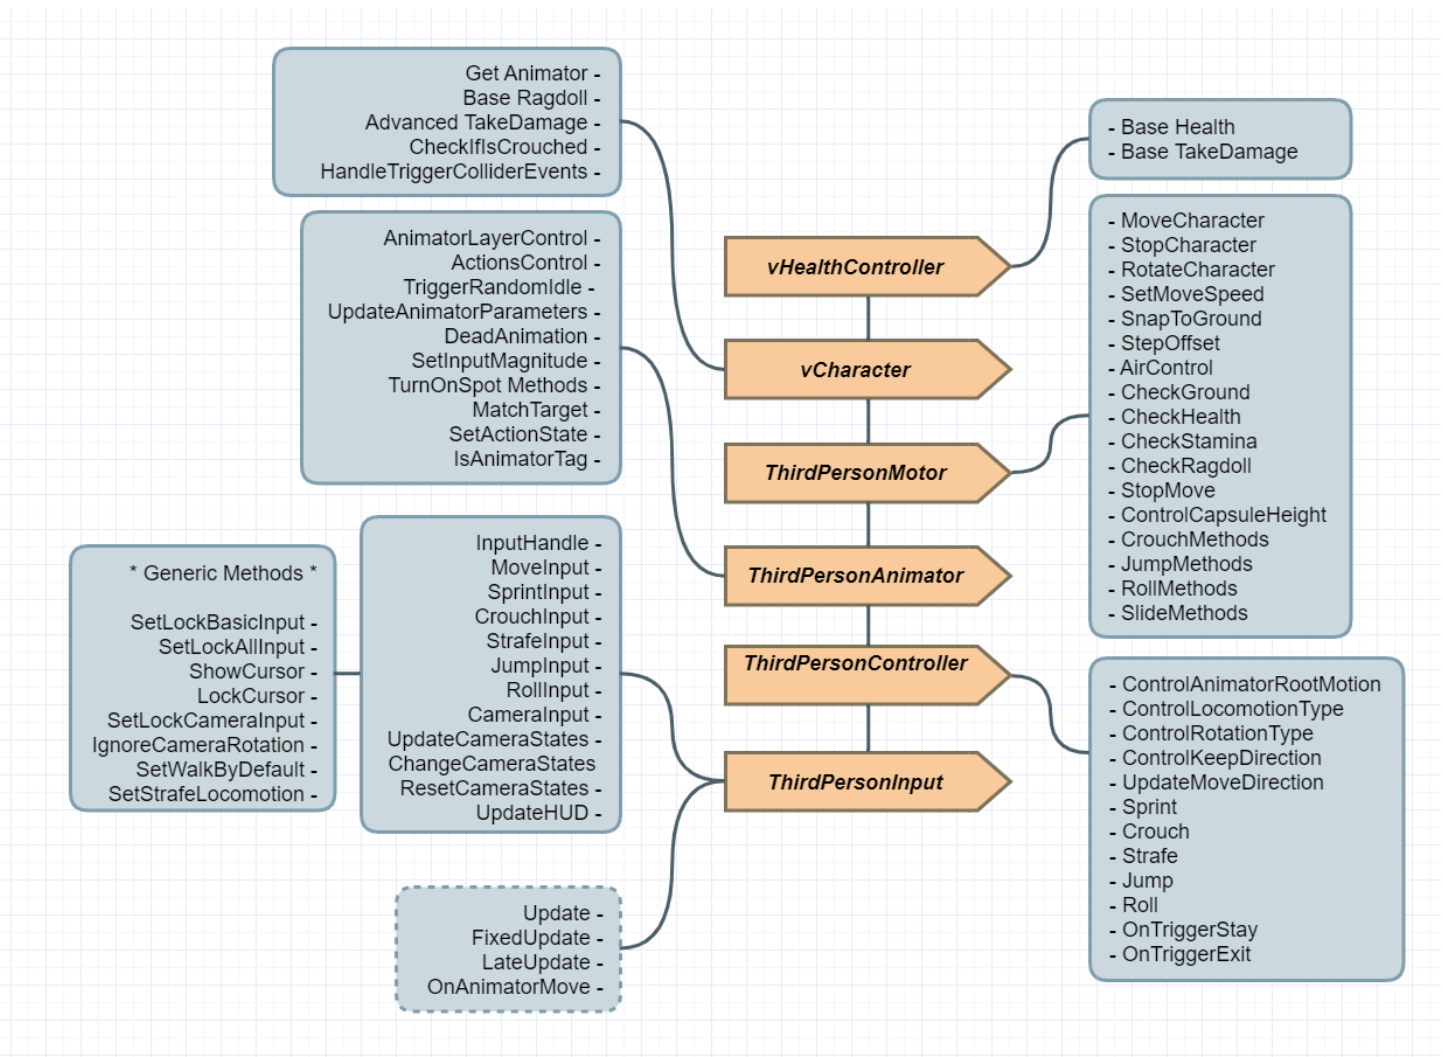 Get Animator -
Base Ragdoll -
Advanced TakeDamage -
CheckIfIsCrouched -
HandleTriggerColliderEvents -
AnimatorLayerControl -
ActionsControl -
TriggerRandomIdle -
UpdateAnimatorParameters -
DeadAnimation -
SetInputMagnitude -
TurnOnSpot Methods -
MatchTarget -
SetActionState -
IsAnimatorTag -
* Generic Methods *
SetLockBasicInput -
SetLockAllInput -
ShowCursor -
LockCursor -
SetLockCameraInput -
IgnoreCameraRotation -
SetWalkByDefault -
SetStrafeLocomotion -
InputHandle -
MoveInput -
SprintInput -
CrouchInput -
StrafeInput -
JumpInput -
RollInput -
CameraInput -
UpdateCameraStates -
ChangeCameraStates
ResetCameraStates -
UpdateHUD -
Update -
FixedUpdate -
LateUpdate -
OnAnimatorMove -
vHealthController
vCharacter
ThirdPersonMotor
ThirdPersonAnimator
ThirdPersonController
ThirdPersonInput
- Base Health
- Base TakeDamage
- MoveCharacter
- StopCharacter
- RotateCharacter
- SetMoveSpeed
- SnapToGround
- StepOffset
- AirControl
- CheckGround
- CheckHealth
- CheckStamina
- CheckRagdoll
- StopMove
- ControlCapsuleHeight
- CrouchMethods
- JumpMethods
- RollMethods
- SlideMethods
- ControlAnimatorRootMotion
- ControlLocomotionType
- ControlRotationType
- ControlKeepDirection
- UpdateMoveDirection
- Sprint
- Crouch
- Strafe
- Jump
- Roll
- OnTriggerStay
- OnTriggerExit